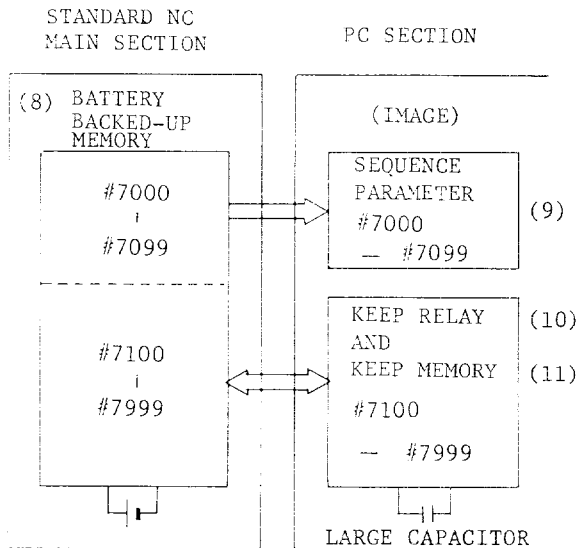 STANDARD NC
MAIN SECTION
PC SECTION
(8) BATTERY
BACKED-UP
MEMORY
#7000
#7099
#7100
#7999
(IMAGE)
SEQUENCE
PARAMETER
#7000
— #7099
(9)
KEEP RELAY
AND
KEEP MEMORY
#7100
— #7999
(10)
(11)
LARGE CAPACITOR